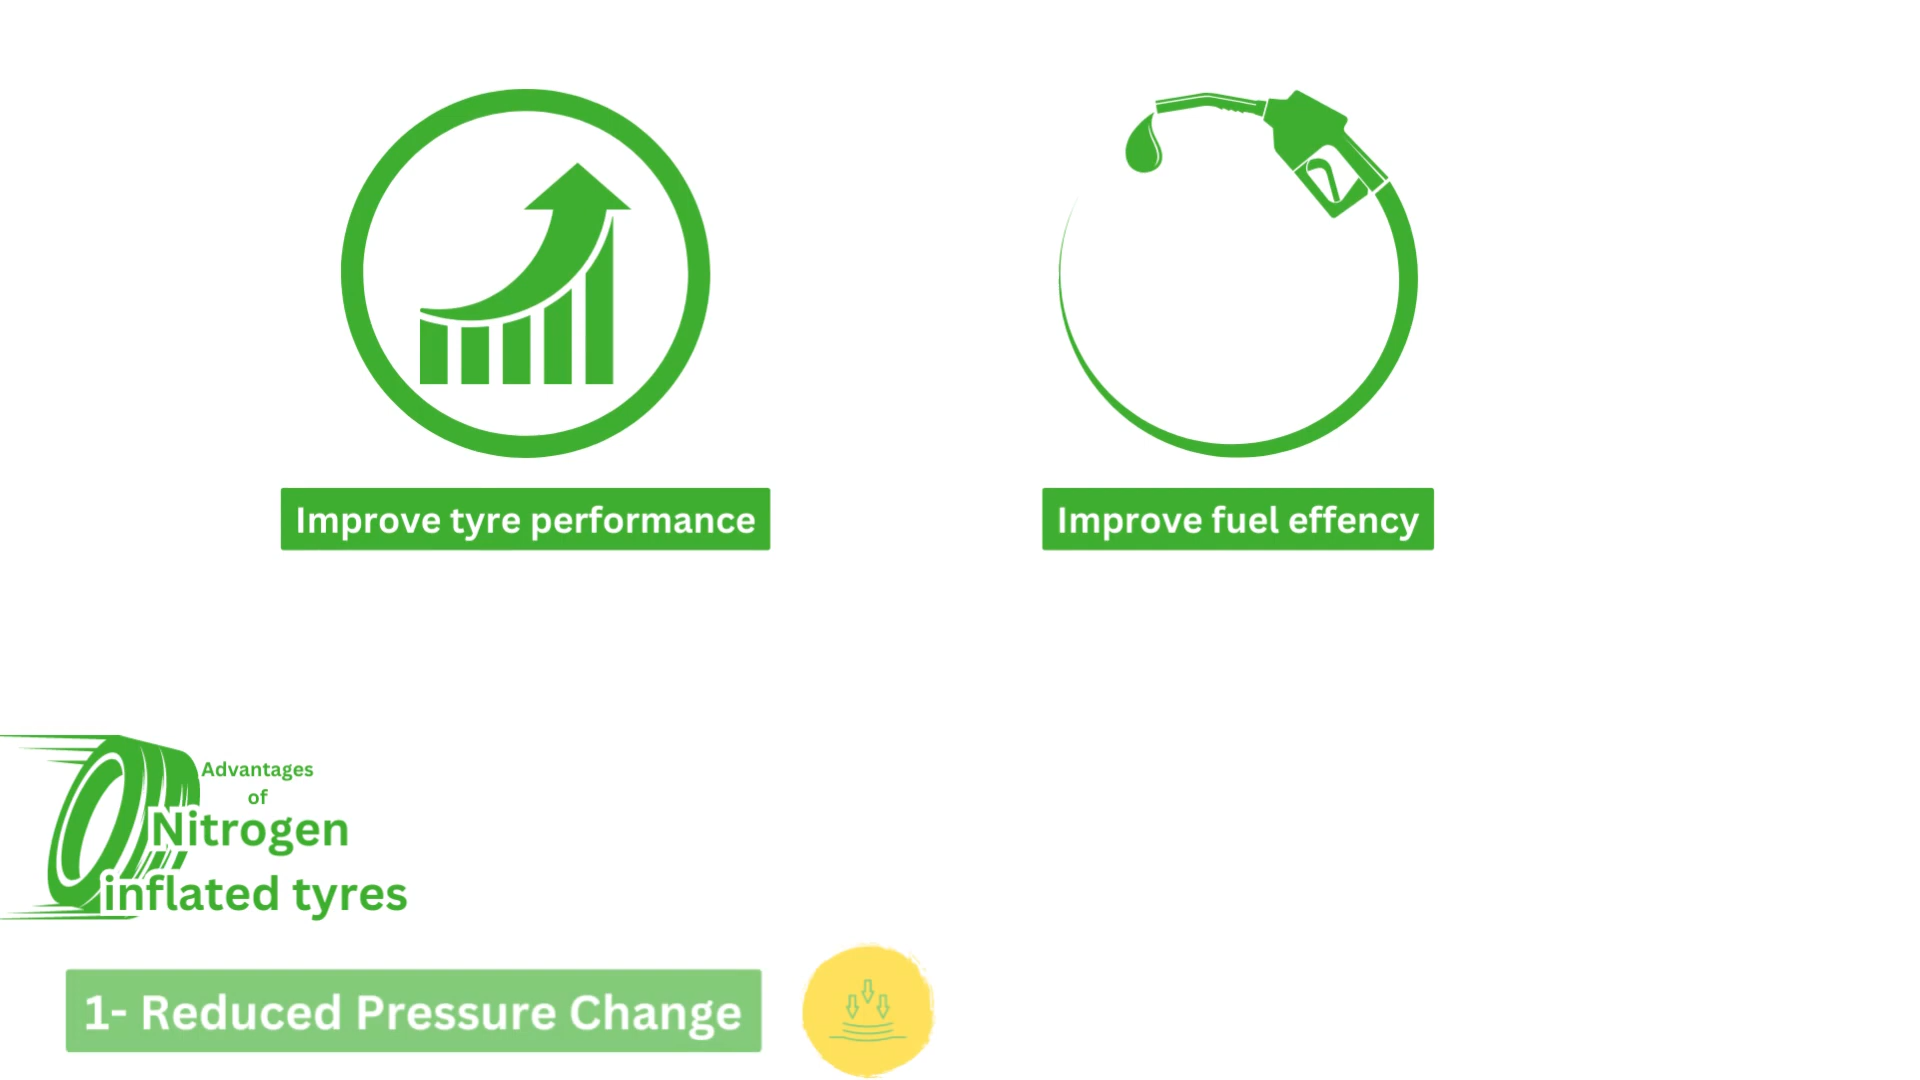 Improve tyre performance
Improve fuel effency
Advantages
of
Nitrogen
inflated tyres
1- Reduced Pressure Change